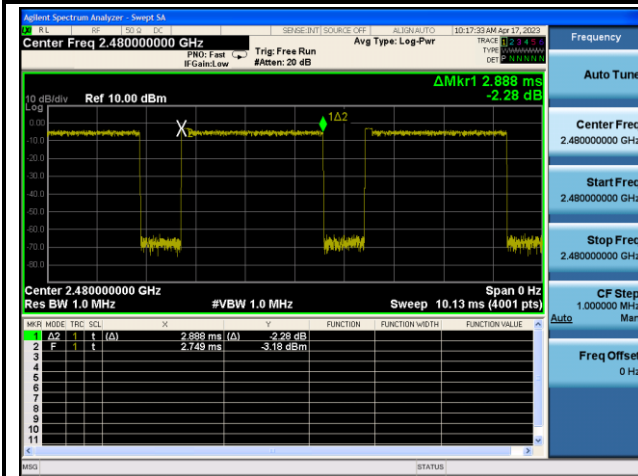 Agilent Spectrum Analyzer - Swept SA
RL RF 50 Ω DC SENSE:INT SOURCE OFF ALIGN AUTO 10:17:33 AM Apr 17, 2023
Center Freq 2.480000000 GHz
PNO: Fast
IFGain:Low
Trig: Free Run
#Atten: 20 dB
Avg Type: Log-Pwr
TRACE 1 2 3 4 5 6
TYPE
DET P N N N N N
ΔMkr1 2.888 ms
-2.28 dB
10 dB/div
Log
Ref 10.00 dBm
1Δ2
X2
0.00
-10.0
-20.0
-30.0
-40.0
-50.0
-60.0
-70.0
-80.0
Center 2.480000000 GHz Span 0 Hz
Res BW 1.0 MHz #VBW 1.0 MHz Sweep 10.13 ms (4001 pts)
MKR MODE TRC SCL X Y FUNCTION FUNCTION WIDTH FUNCTION VALUE
1 Δ2 1 t (Δ) 2.888 ms (Δ) -2.28 dB
2 F 1 t 2.749 ms -3.18 dBm
3
4
5
6
7
8
9
10
11
MSG STATUS
Frequency
Auto Tune
Center Freq
2.480000000 GHz
Start Freq
2.480000000 GHz
Stop Freq
2.480000000 GHz
CF Step
1.000000 MHz
Auto Man
Freq Offset
0 Hz